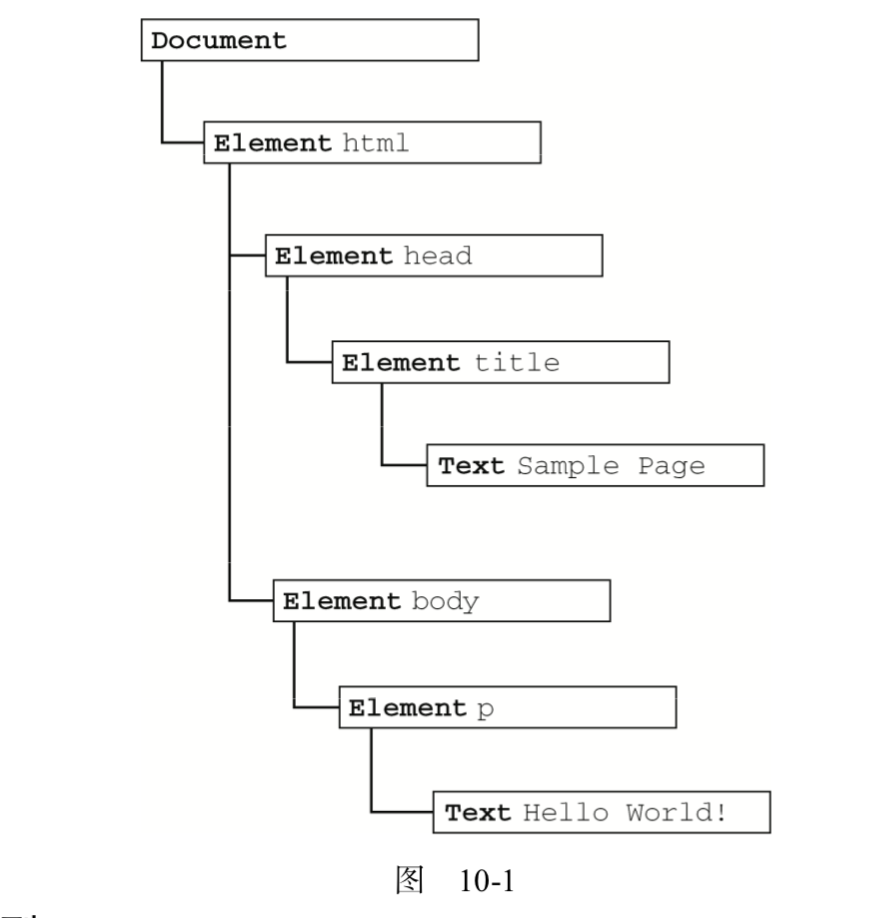 Document
Element html
Element head
Element title
Text Sample Page
Element body
Element p
Text Hello World!
图 10-1